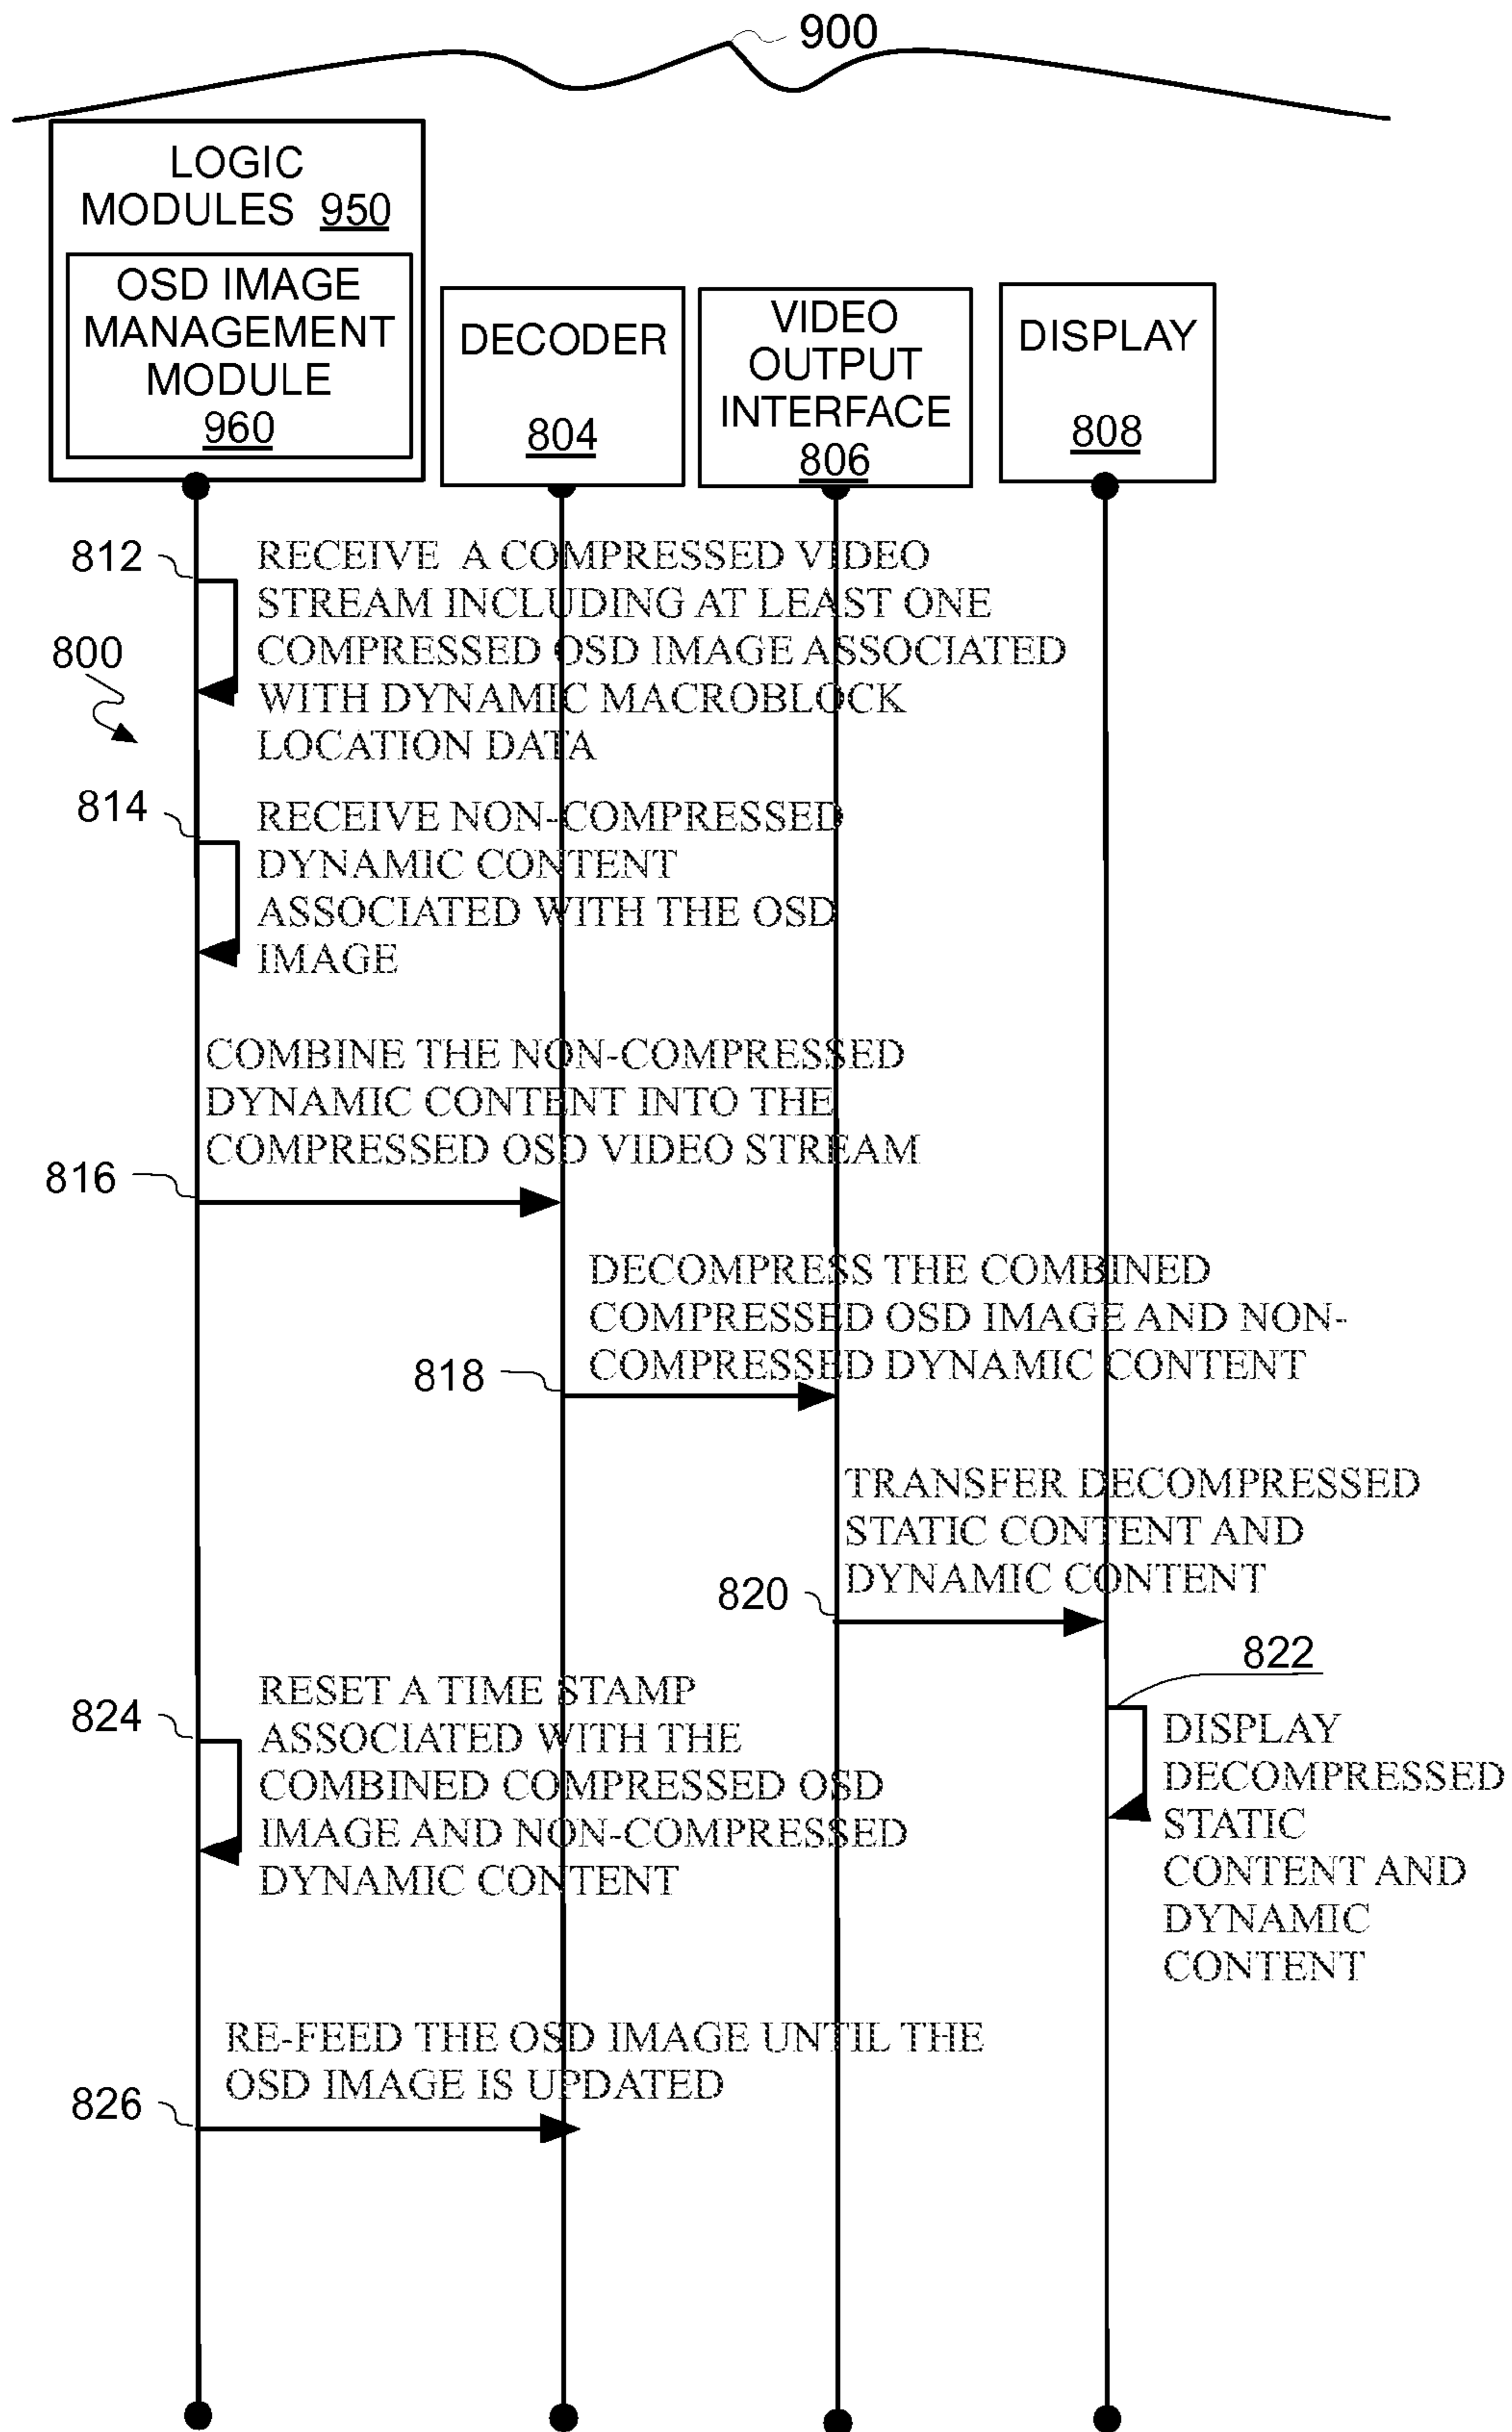 900
LOGIC
MODULES 950
OSD IMAGE
MANAGEMENT
MODULE
960
DECODER
804
VIDEO
OUTPUT
INTERFACE
806
DISPLAY
808
812
RECEIVE A COMPRESSED VIDEO
STREAM INCLUDING AT LEAST ONE
COMPRESSED OSD IMAGE ASSOCIATED
WITH DYNAMIC MACROBLOCK
LOCATION DATA
800
814
RECEIVE NON-COMPRESSED
DYNAMIC CONTENT
ASSOCIATED WITH THE OSD
IMAGE
COMBINE THE NON-COMPRESSED
DYNAMIC CONTENT INTO THE
COMPRESSED OSD VIDEO STREAM
816
DECOMPRESS THE COMBINED
COMPRESSED OSD IMAGE AND NON-
COMPRESSED DYNAMIC CONTENT
818
TRANSFER DECOMPRESSED
STATIC CONTENT AND
DYNAMIC CONTENT
820
822
DISPLAY
DECOMPRESSED
STATIC
CONTENT AND
DYNAMIC
CONTENT
824
RESET A TIME STAMP
ASSOCIATED WITH THE
COMBINED COMPRESSED OSD
IMAGE AND NON-COMPRESSED
DYNAMIC CONTENT
RE-FEED THE OSD IMAGE UNTIL THE
OSD IMAGE IS UPDATED
826